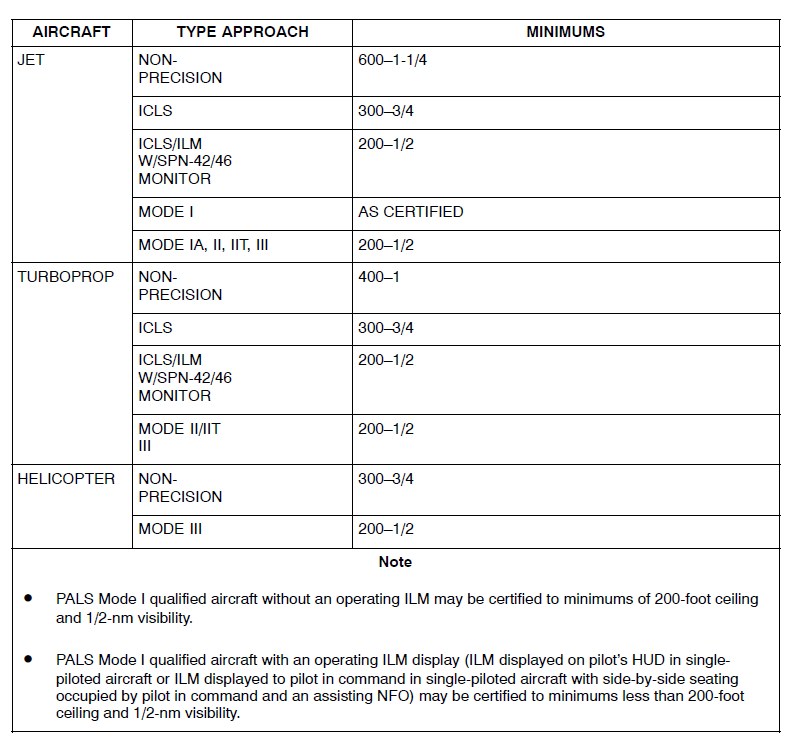 AIRCRAFT TYPE APPROACH MINIMUMS
JET NON- 600–1-1/4
PRECISION
ICLS 300–3/4
ICLS/ILM 200–1/2
W/SPN-42/46
MONITOR
MODE I AS CERTIFIED
MODE IA, II, IIT, III 200–1/2
TURBOPROP NON- 400–1
PRECISION
ICLS 300–3/4
ICLS/ILM 200–1/2
W/SPN-42/46
MONITOR
MODE II/IIT 200–1/2
III
HELICOPTER NON- 300–3/4
PRECISION
MODE III 200–1/2
Note
● PALS Mode I qualified aircraft without an operating ILM may be certified to minimums of 200-foot ceiling
and 1/2-nm visibility.
● PALS Mode I qualified aircraft with an operating ILM display (ILM displayed on pilot’s HUD in single-
piloted aircraft or ILM displayed to pilot in command in single-piloted aircraft with side-by-side seating
occupied by pilot in command and an assisting NFO) may be certified to minimums less than 200-foot
ceiling and 1/2-nm visibility.